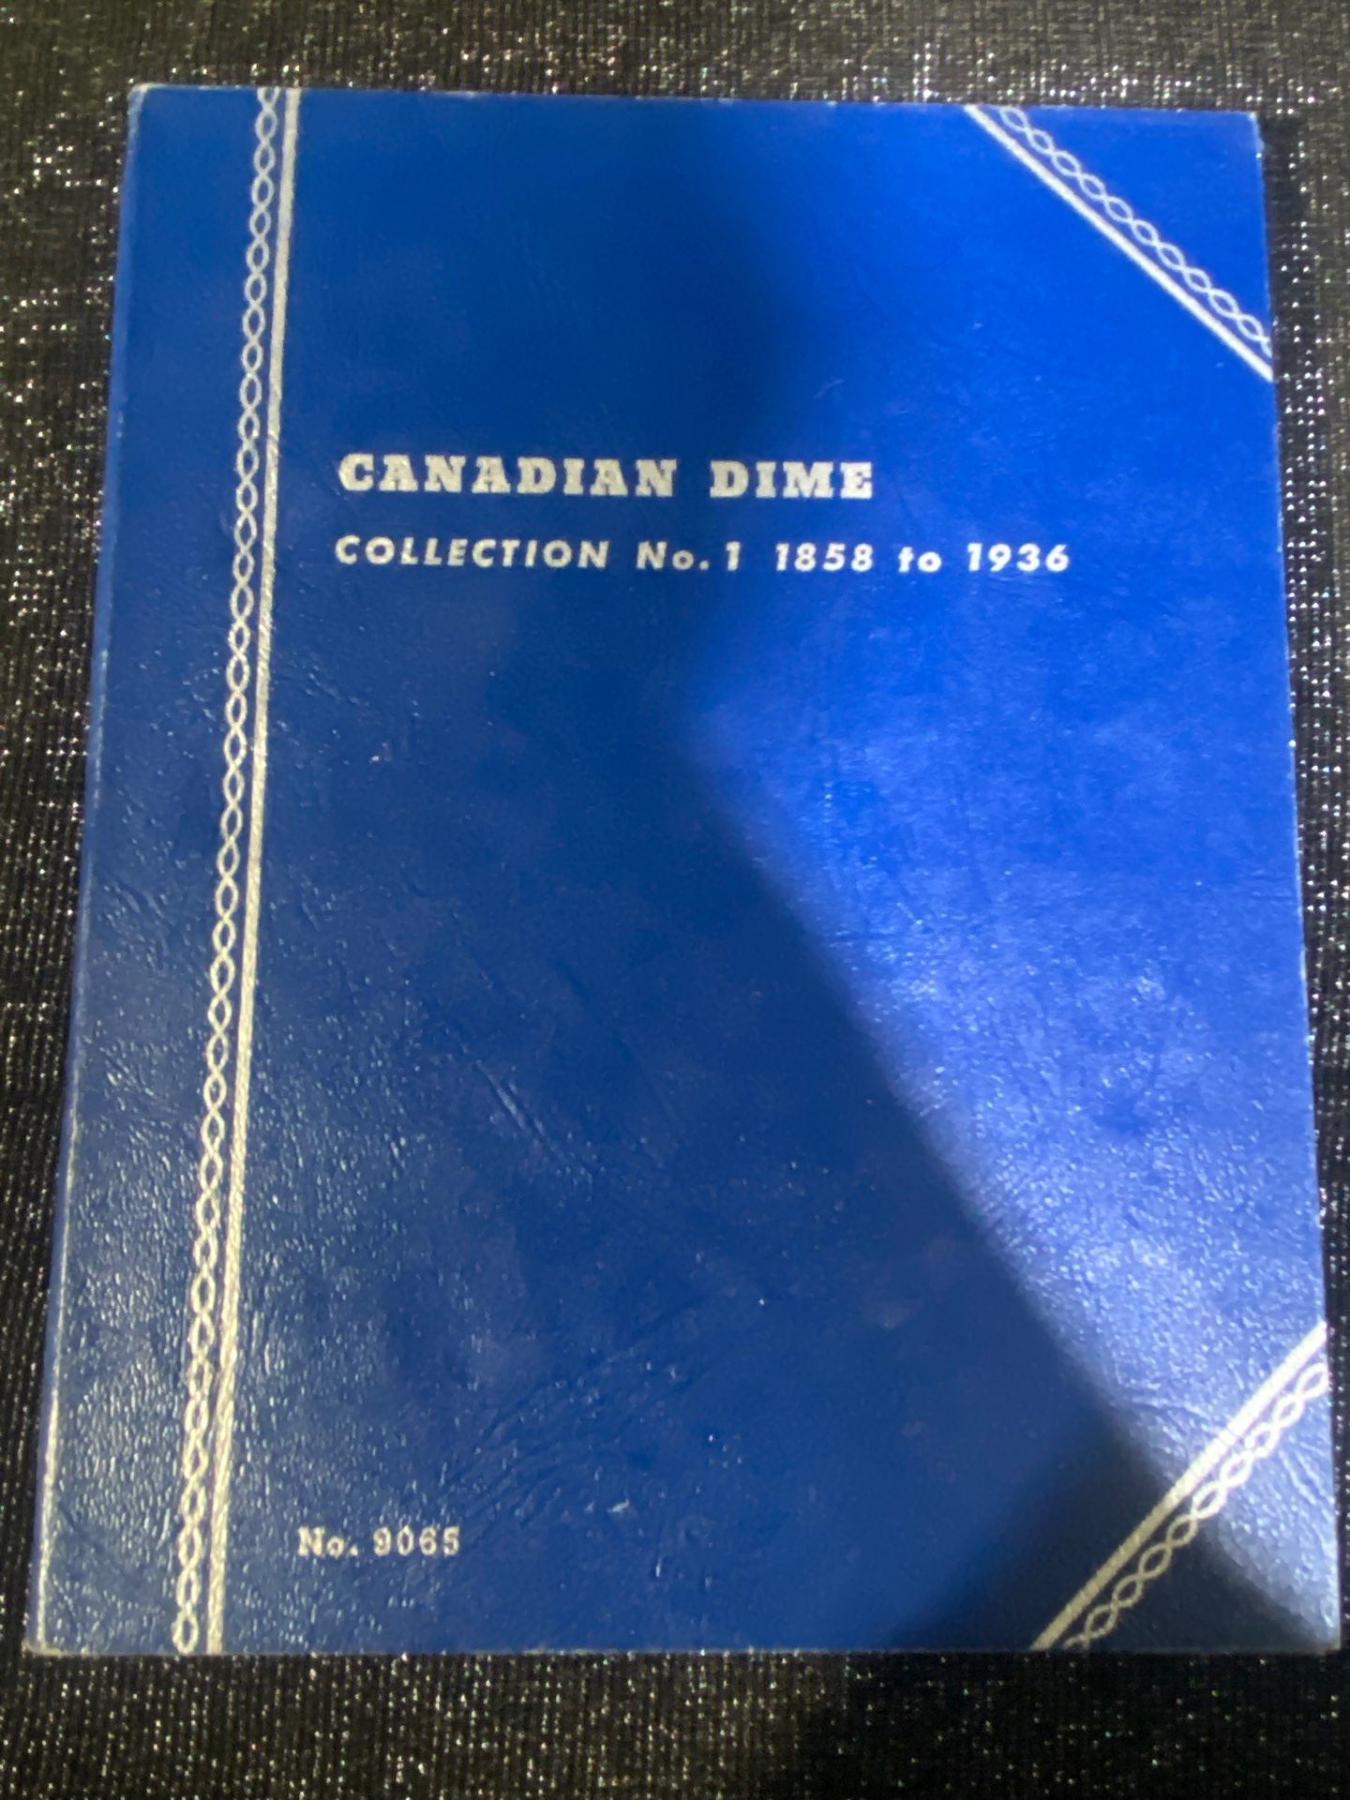 CANADIAN DIME
COLLECTION No. 1 1858 to 1936
No. 9065